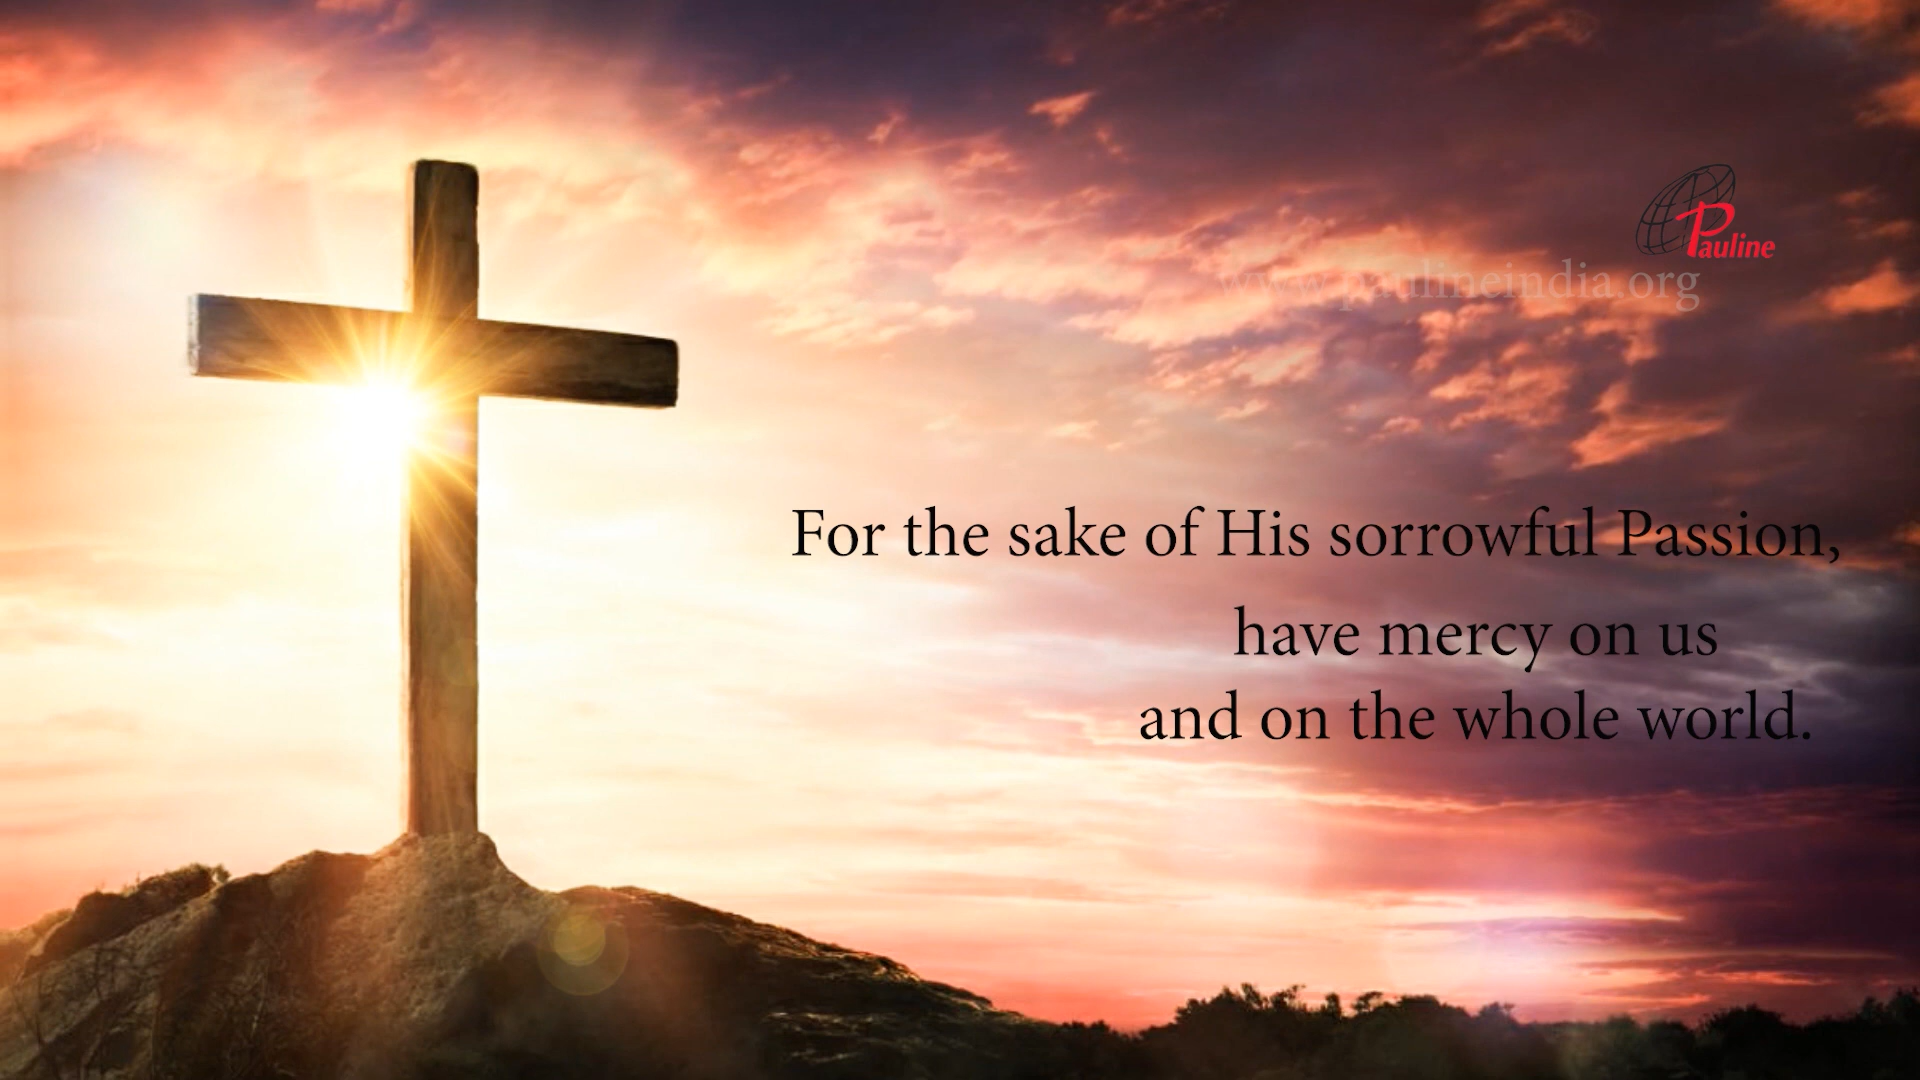 Pauline
www.paulineindia.org
For the sake of His sorrowful Passion,
have mercy on us
and on the whole world.